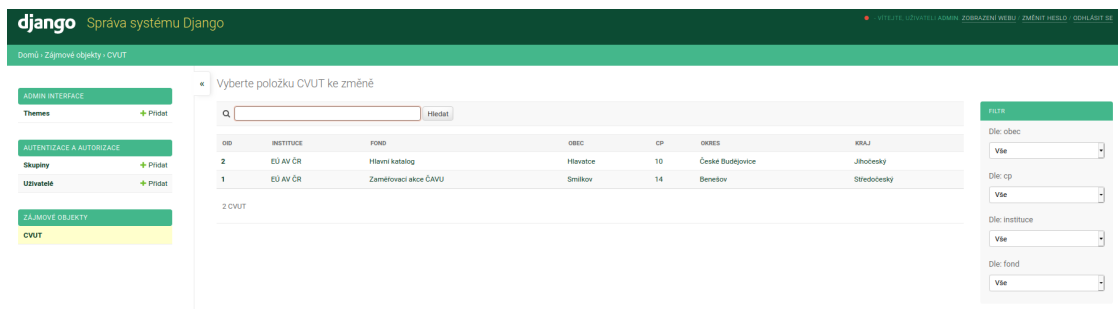 django Správa systému Django
VÍTEJTE, UŽIVATELI ADMIN. ZOBRAZENÍ WEBU / ZMĚNIT HESLO / ODHLÁSIT SE
Domů › Zájmové objekty › CVUT
ADMIN INTERFACE
Themes + Přidat
AUTENTIZACE A AUTORIZACE
Skupiny + Přidat
Uživatelé + Přidat
ZÁJMOVÉ OBJEKTY
CVUT
« Vyberte položku CVUT ke změně
Hledat
OID INSTITUCE FOND OBEC CP OKRES KRAJ
2 EÚ AV ČR Hlavní katalog Hlavatce 10 České Budějovice Jihočeský
1 EÚ AV ČR Zaměřovací akce ČAVU Smilkov 14 Benešov Středočeský
2 CVUT
FILTR
Dle: obec
Vše
Dle: cp
Vše
Dle: instituce
Vše
Dle: fond
Vše